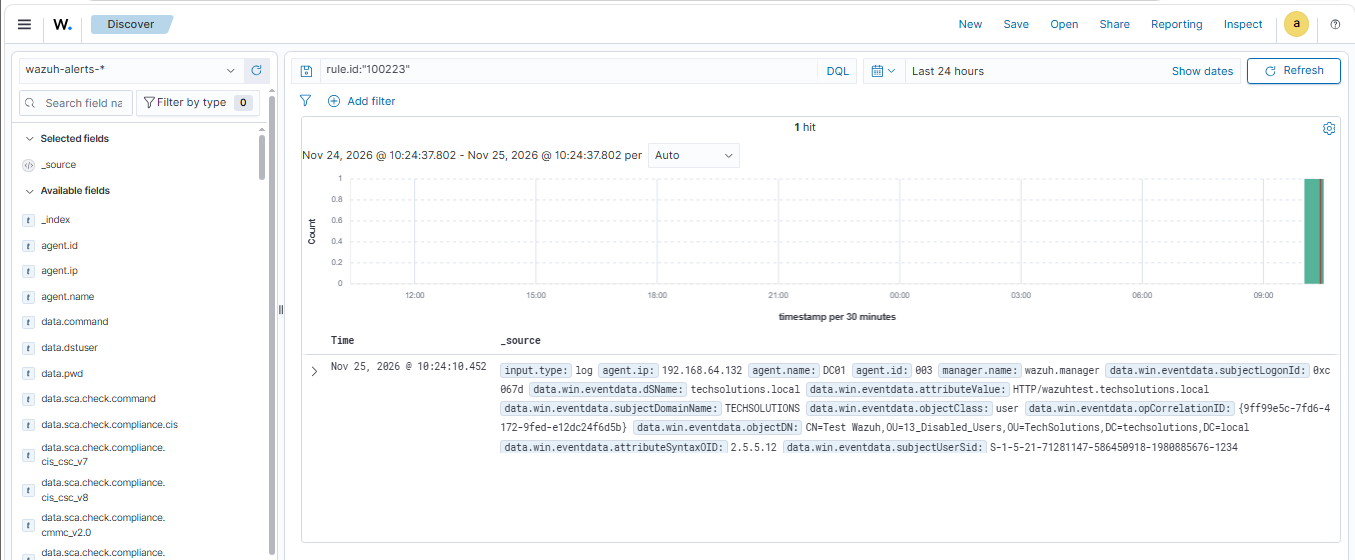 W. Discover New Save Open Share Reporting Inspect a
wazuh-alerts-*
rule.id:"100223" DQL Last 24 hours Show dates Refresh
Search field na Filter by type 0
Add filter
Selected fields
_source
Available fields
t _index
t agent.id
t agent.ip
t agent.name
t data.command
t data.dstuser
t data.pwd
t data.sca.check.command
t data.sca.check.compliance.cis
t data.sca.check.compliance.
cis_csc_v7
t data.sca.check.compliance.
cis_csc_v8
t data.sca.check.compliance.
cmmc_v2.0
data.sca.check.compliance.
1 hit
Nov 24, 2026 @ 10:24:37.802 - Nov 25, 2026 @ 10:24:37.802 per Auto
Count
1
0.8
0.6
0.4
0.2
0
12:00 15:00 18:00 21:00 00:00 03:00 06:00 09:00
timestamp per 30 minutes
Time _source
Nov 25, 2026 @ 10:24:10.452 input.type: log agent.ip: 192.168.64.132 agent.name: DC01 agent.id: 003 manager.name: wazuh.manager data.win.eventdata.subjectLogonId: 0xc
067d data.win.eventdata.dSName: techsolutions.local data.win.eventdata.attributeValue: HTTP/wazuhtest.techsolutions.local
data.win.eventdata.subjectDomainName: TECHSOLUTIONS data.win.eventdata.objectClass: user data.win.eventdata.opCorrelationID: {9ff99e5c-7fd6-4
172-9fed-e12dc24f6d5b} data.win.eventdata.objectDN: CN=Test Wazuh,OU=13_Disabled_Users,OU=TechSolutions,DC=techsolutions,DC=local
data.win.eventdata.attributeSyntaxOID: 2.5.5.12 data.win.eventdata.subjectUserSid: S-1-5-21-71281147-586450918-1980885676-1234